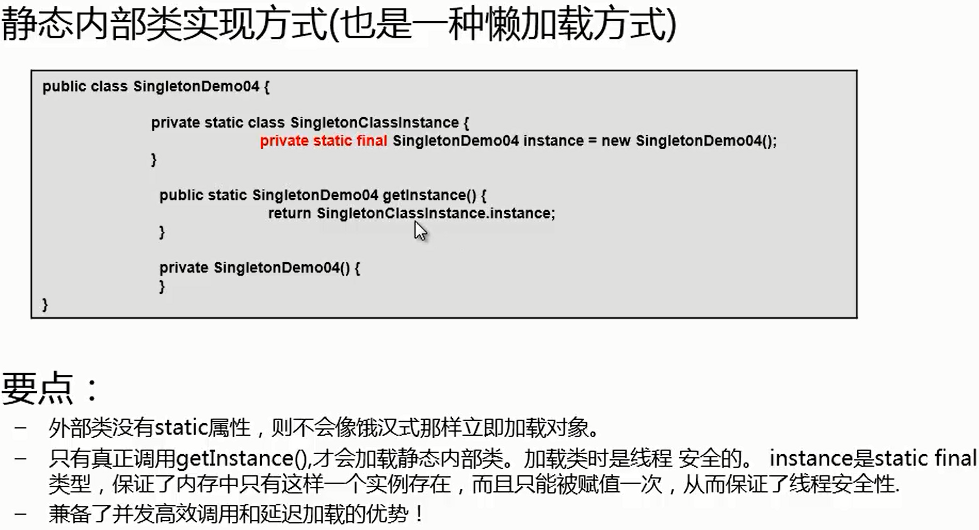 静态内部类实现方式(也是一种懒加载方式)
public class SingletonDemo04 {
private static class SingletonClassInstance {
private static final SingletonDemo04 instance = new SingletonDemo04();
}
public static SingletonDemo04 getInstance() {
return SingletonClassInstance.instance;
}
private SingletonDemo04() {
}
}
要点：
– 外部类没有static属性，则不会像饿汉式那样立即加载对象。
– 只有真正调用getInstance(),才会加载静态内部类。加载类时是线程 安全的。 instance是static final
类型，保证了内存中只有这样一个实例存在，而且只能被赋值一次，从而保证了线程安全性.
– 兼备了并发高效调用和延迟加载的优势！